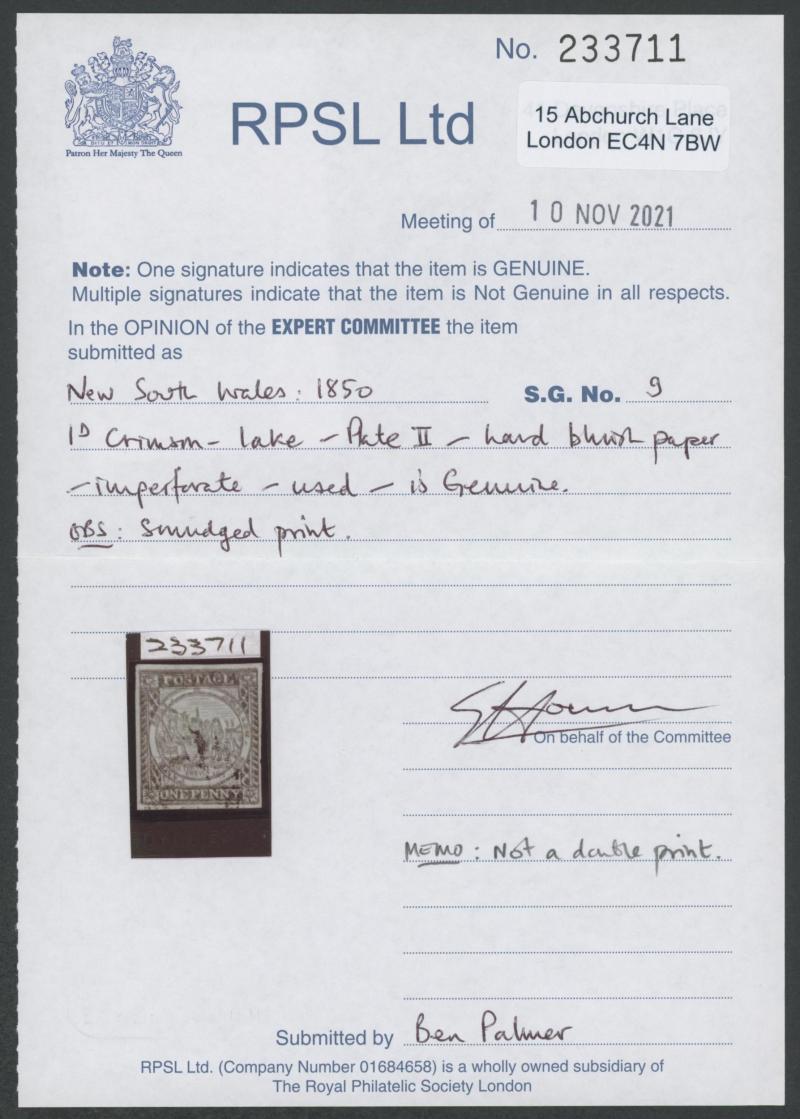 No. 233711
RPSL Ltd
15 Abchurch Lane
London EC4N 7BW
Patron Her Majesty The Queen
Meeting of 10 NOV 2021
Note: One signature indicates that the item is GENUINE.
Multiple signatures indicate that the item is Not Genuine in all respects.
In the OPINION of the EXPERT COMMITTEE the item
submitted as
New South Wales: 1850 S.G. No. 9
1D Crimson-lake - Plate II - hard bluish paper
- imperforate - used - is Genuine.
OBS: Smudged print.
233711
POSTAGE
ONE PENNY
On behalf of the Committee
MEMO: Not a double print.
Submitted by Ben Palmer
RPSL Ltd. (Company Number 01684658) is a wholly owned subsidiary of
The Royal Philatelic Society London